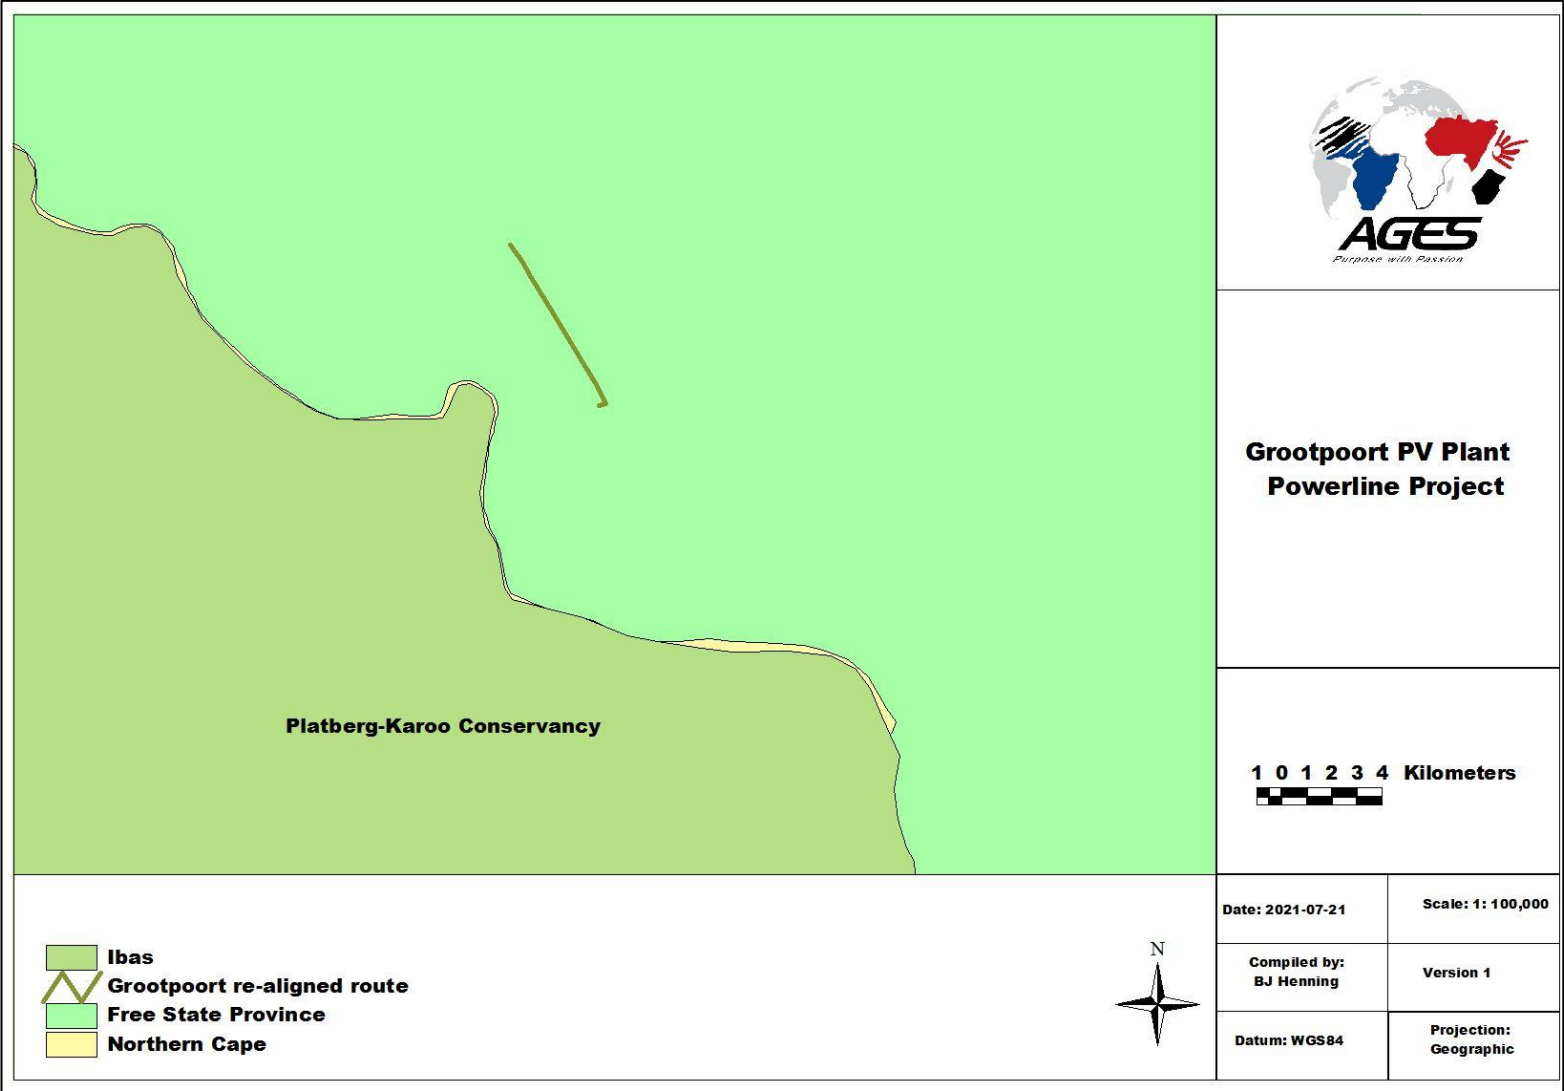 AGES
Purpose with Passion
Grootpoort PV Plant
Powerline Project
Platberg-Karoo Conservancy
1 0 1 2 3 4 Kilometers
Ibas
Grootpoort re-aligned route
Free State Province
Northern Cape
N
Date: 2021-07-21
Scale: 1: 100,000
Compiled by:
BJ Henning
Version 1
Datum: WGS84
Projection:
Geographic